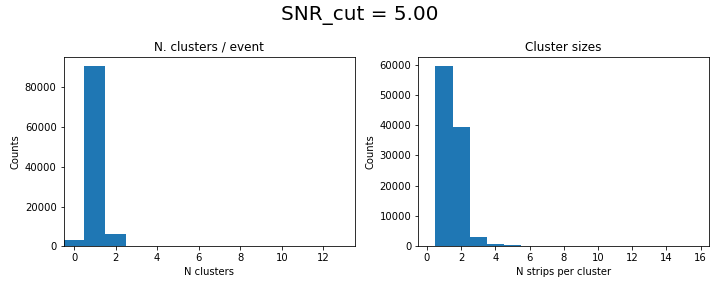 SNR_cut = 5.00
N. clusters / event
Counts
80000
60000
40000
20000
0
0 2 4 6 8 10 12
N clusters
Cluster sizes
Counts
60000
50000
40000
30000
20000
10000
0
0 2 4 6 8 10 12 14 16
N strips per cluster